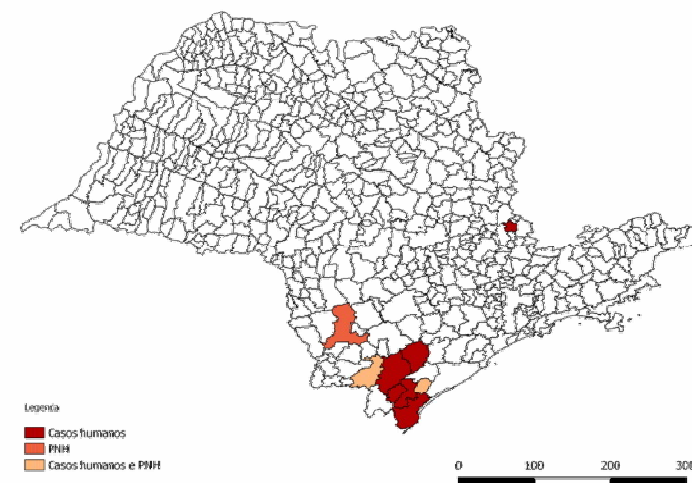 Legenda
Casos humanos
PNH
Casos humanos e PNH
0 100 200 300